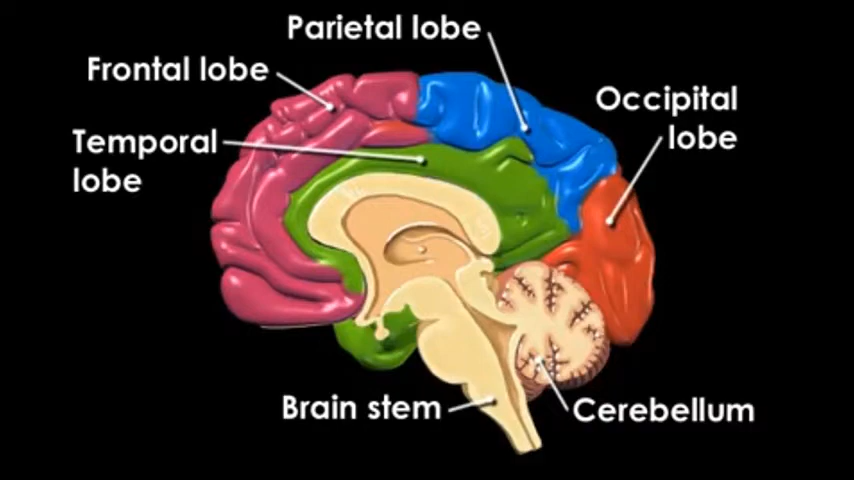 Parietal lobe
Frontal lobe
Occipital
lobe
Temporal
lobe
Brain stem
Cerebellum